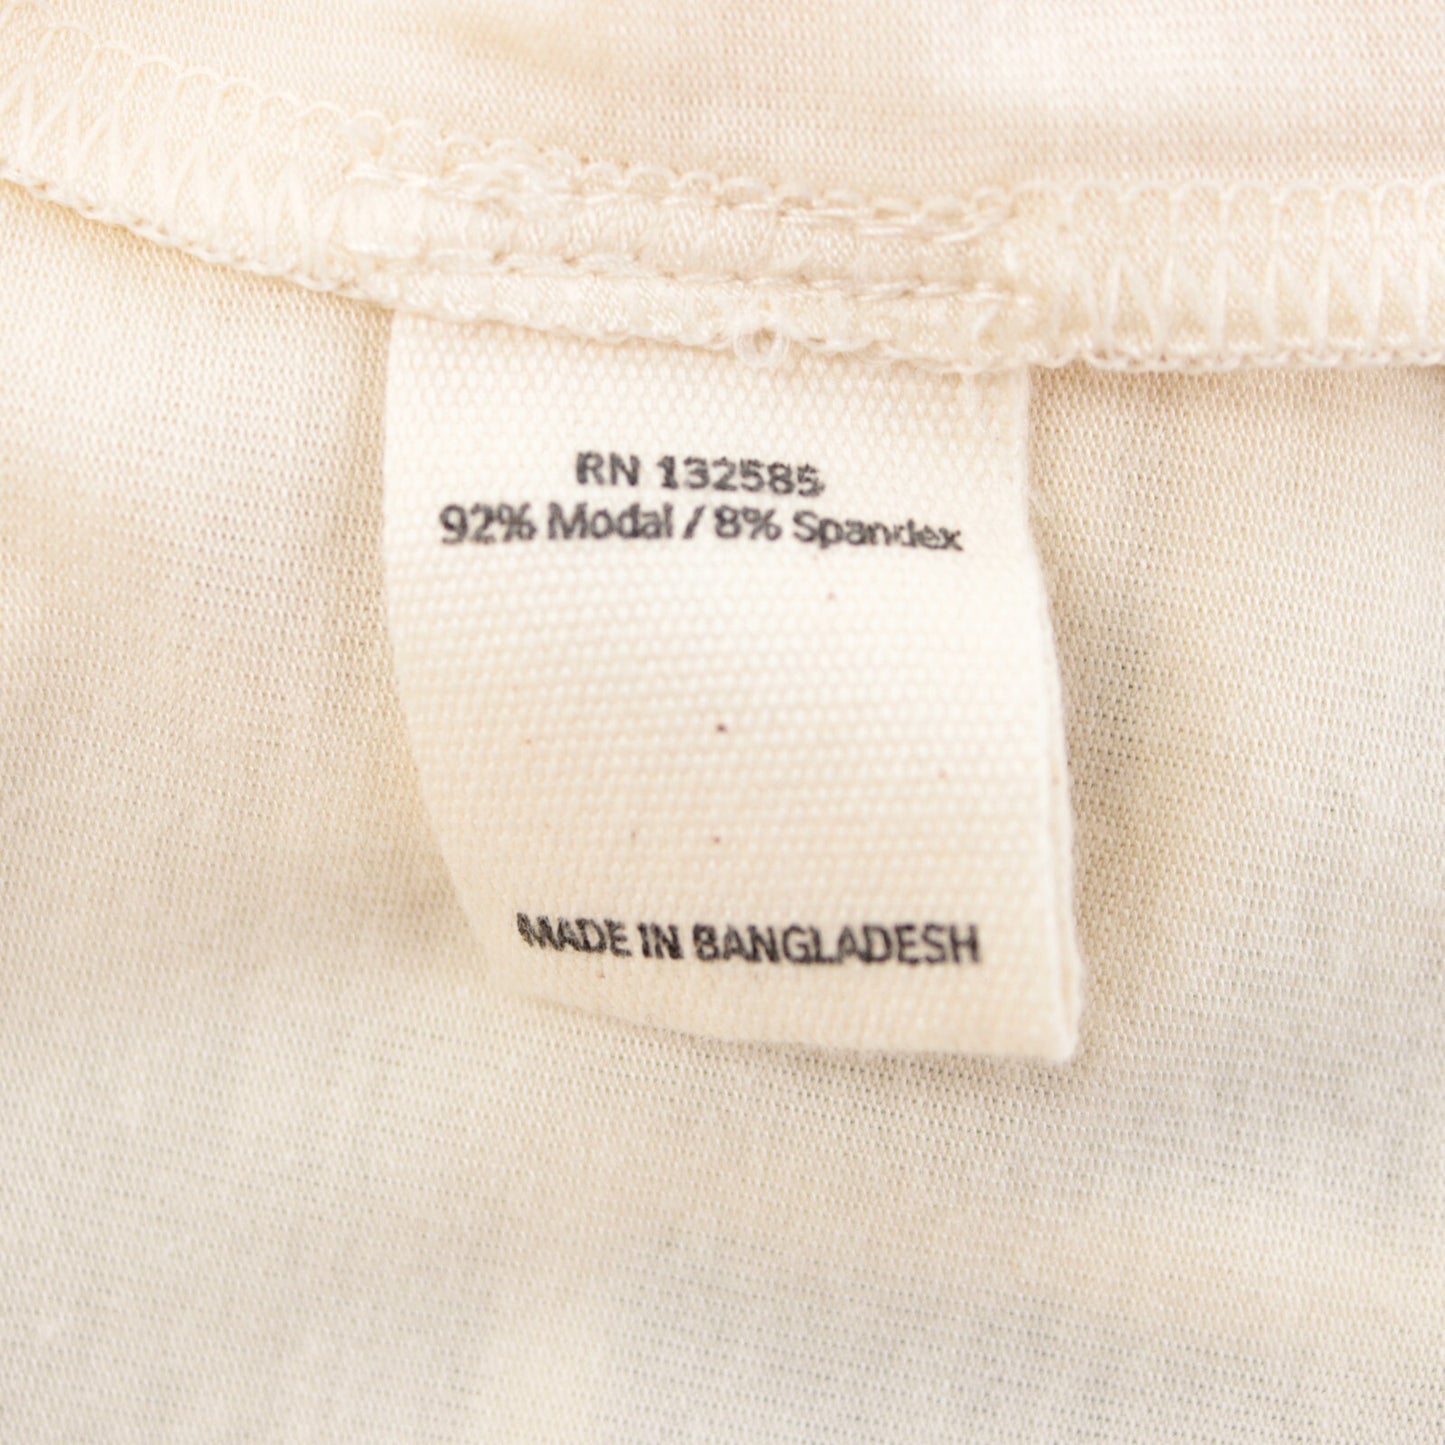 RN 132585
92% Modal / 8% Spandex
MADE IN BANGLADESH